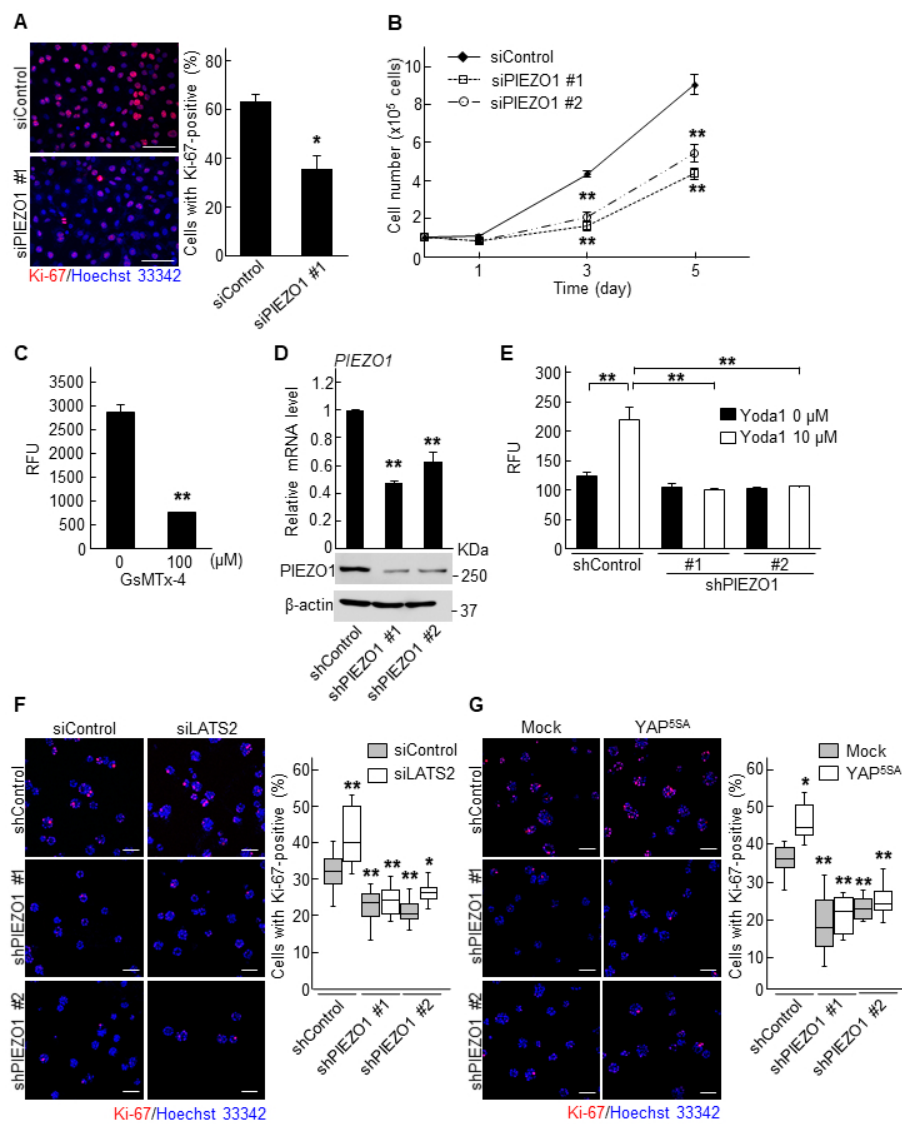 A
siControl
siPIEZO1 #1
Ki-67/Hoechst 33342
Cells with Ki-67-positive (%)
80
60
40
20
0
*
siControl
siPIEZO1 #1
B
siControl
siPIEZO1 #1
siPIEZO1 #2
Cell number (x10⁵ cells)
10
8
6
4
2
0
**
**
**
**
1
3
5
Time (day)
C
RFU
3500
3000
2500
2000
1500
1000
500
0
**
0
100
(μM)
GsMTx-4
D
PIEZO1
Relative mRNA level
1.2
1
0.8
0.6
0.4
0.2
0
**
**
KDa
PIEZO1
250
β-actin
37
shControl
shPIEZO1 #1
shPIEZO1 #2
E
RFU
300
250
200
150
100
50
0
**
**
**
Yoda1 0 μM
Yoda1 10 μM
shControl
#1
#2
shPIEZO1
F
siControl
siLATS2
shControl
shPIEZO1 #1
shPIEZO1 #2
Ki-67/Hoechst 33342
siControl
siLATS2
Cells with Ki-67-positive (%)
60
50
40
30
20
10
0
**
**
**
**
*
shControl
shPIEZO1 #1
shPIEZO1 #2
G
Mock
YAP⁵ˢᴬ
shControl
shPIEZO1 #1
shPIEZO1 #2
Ki-67/Hoechst 33342
Mock
YAP⁵ˢᴬ
Cells with Ki-67-positive (%)
60
50
40
30
20
10
0
*
**
**
**
**
shControl
shPIEZO1 #1
shPIEZO1 #2